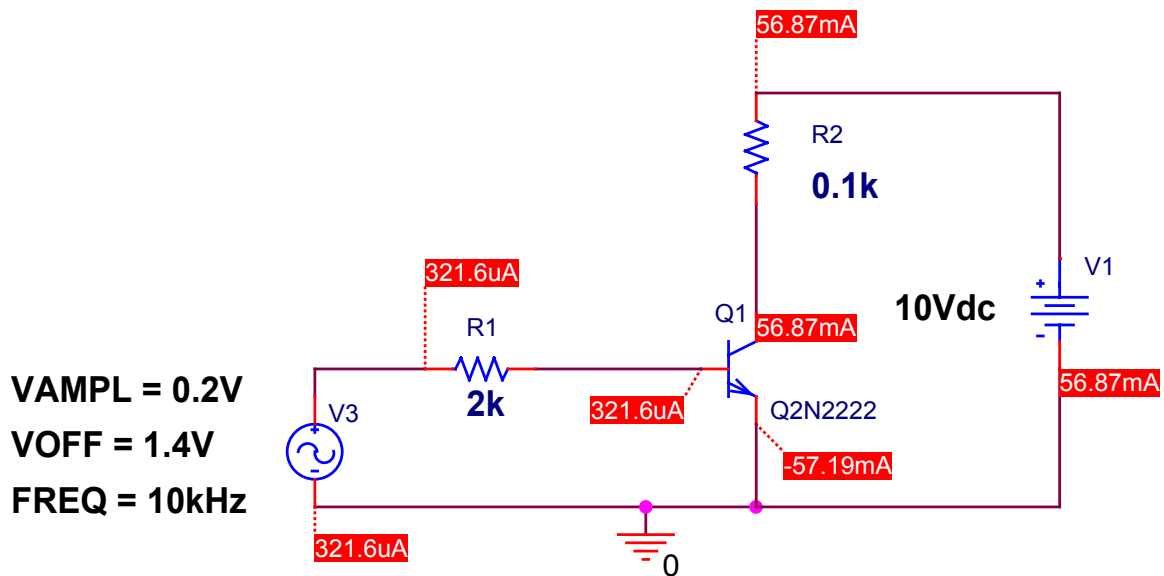 56.87mA
R2
0.1k
321.6uA
R1
2k
Q1
56.87mA
10Vdc
V1
+
-
56.87mA
321.6uA
Q2N2222
-57.19mA
VAMPL = 0.2V
VOFF = 1.4V
FREQ = 10kHz
V3
+
-
321.6uA
0